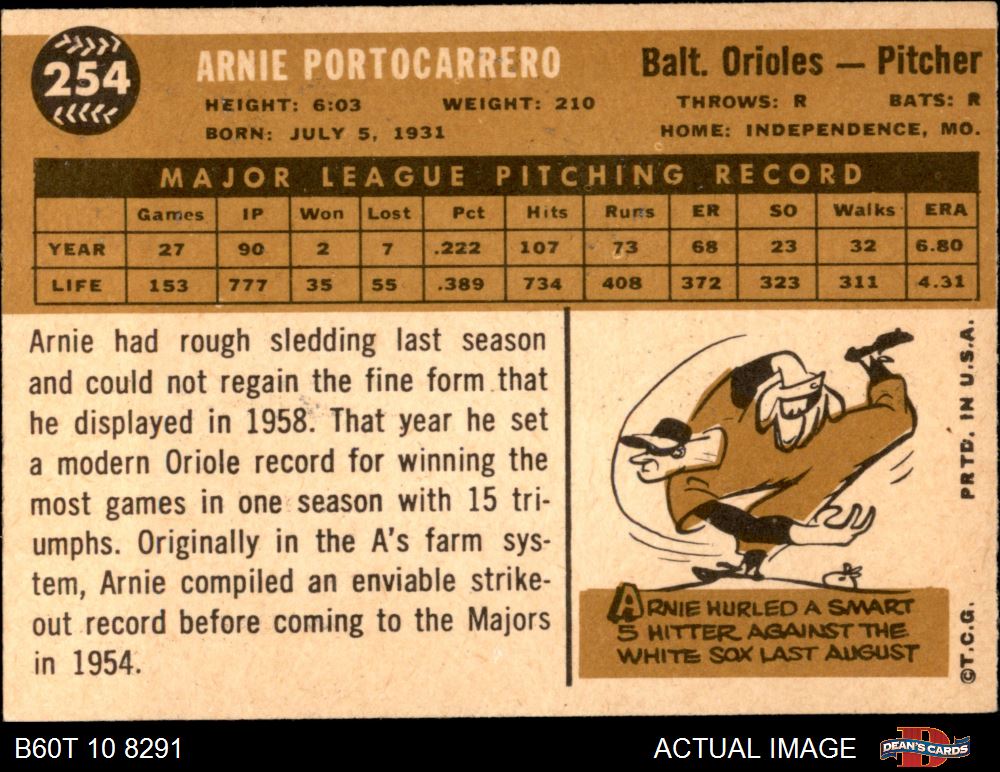 254
ARNIE PORTOCARRERO
Balt. Orioles — Pitcher
HEIGHT: 6:03 WEIGHT: 210 THROWS: R BATS: R
BORN: JULY 5, 1931 HOME: INDEPENDENCE, MO.
MAJOR LEAGUE PITCHING RECORD
Games IP Won Lost Pct Hits Runs ER SO Walks ERA
YEAR 27 90 2 7 .222 107 73 68 23 32 6.80
LIFE 153 777 35 55 .389 734 408 372 323 311 4.31
Arnie had rough sledding last season
and could not regain the fine form that
he displayed in 1958. That year he set
a modern Oriole record for winning the
most games in one season with 15 tri-
umphs. Originally in the A's farm sys-
tem, Arnie compiled an enviable strike-
out record before coming to the Majors
in 1954.
ARNIE HURLED A SMART
5 HITTER AGAINST THE
WHITE SOX LAST AUGUST
©T.C.G. PRTD. IN U.S.A.
B60T 10 8291
ACTUAL IMAGE
D
DEAN'S CARDS